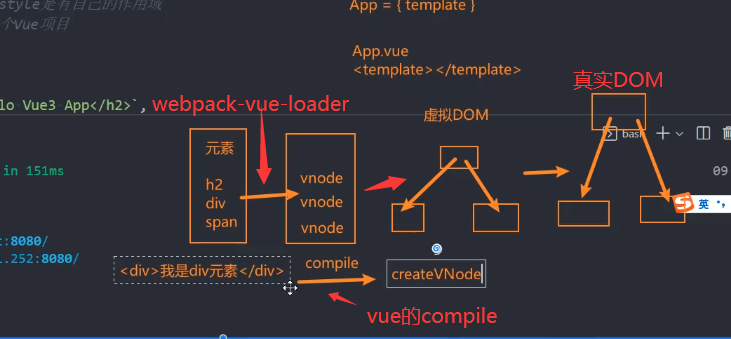 style是有自己的作用域
个Vue项目
App = { template }
App.vue
<template></template>
真实DOM
lo Vue3 App</h2>`,
webpack-vue-loader
虚拟DOM
bash
元素
in 151ms
09
h2
div
span
vnode
vnode
vnode
英
:8080/
.252:8080/
<div>我是div元素</div>
compile
createVNode
vue的compile